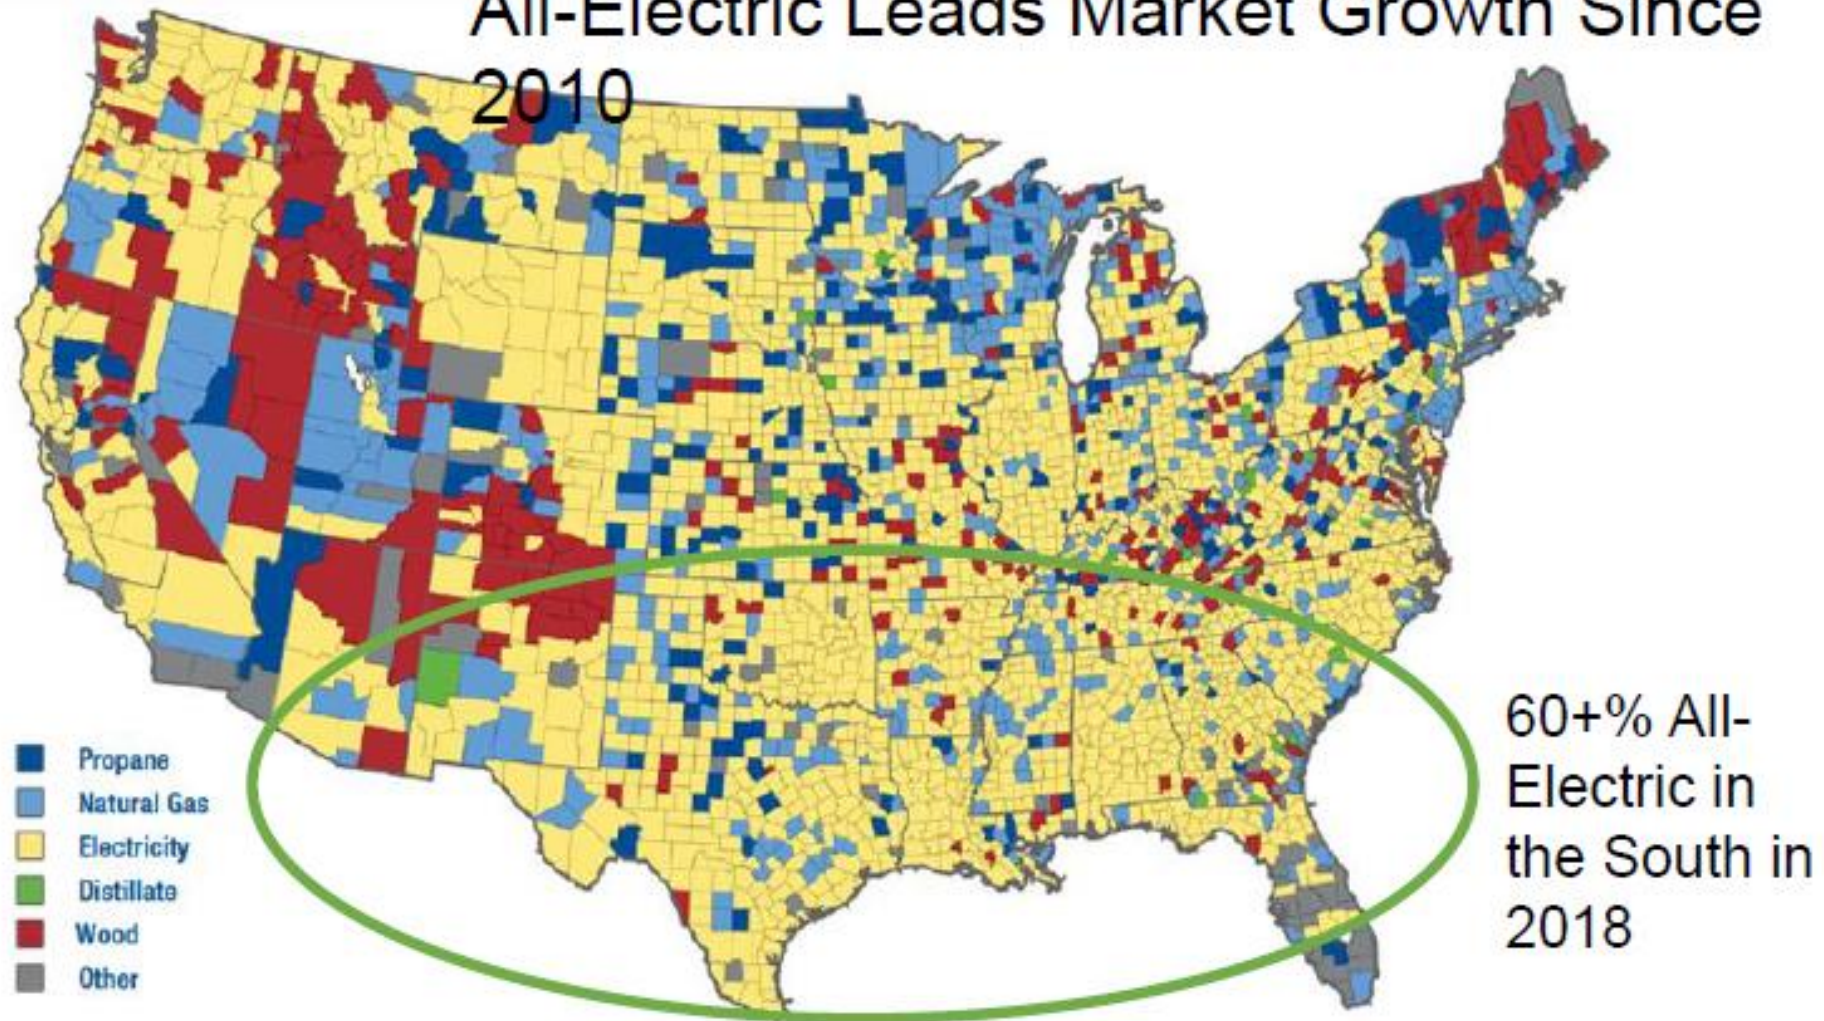 All-Electric Leads Market Growth Since
2010
Propane
Natural Gas
Electricity
Distillate
Wood
Other
60+% All-
Electric in
the South in
2018